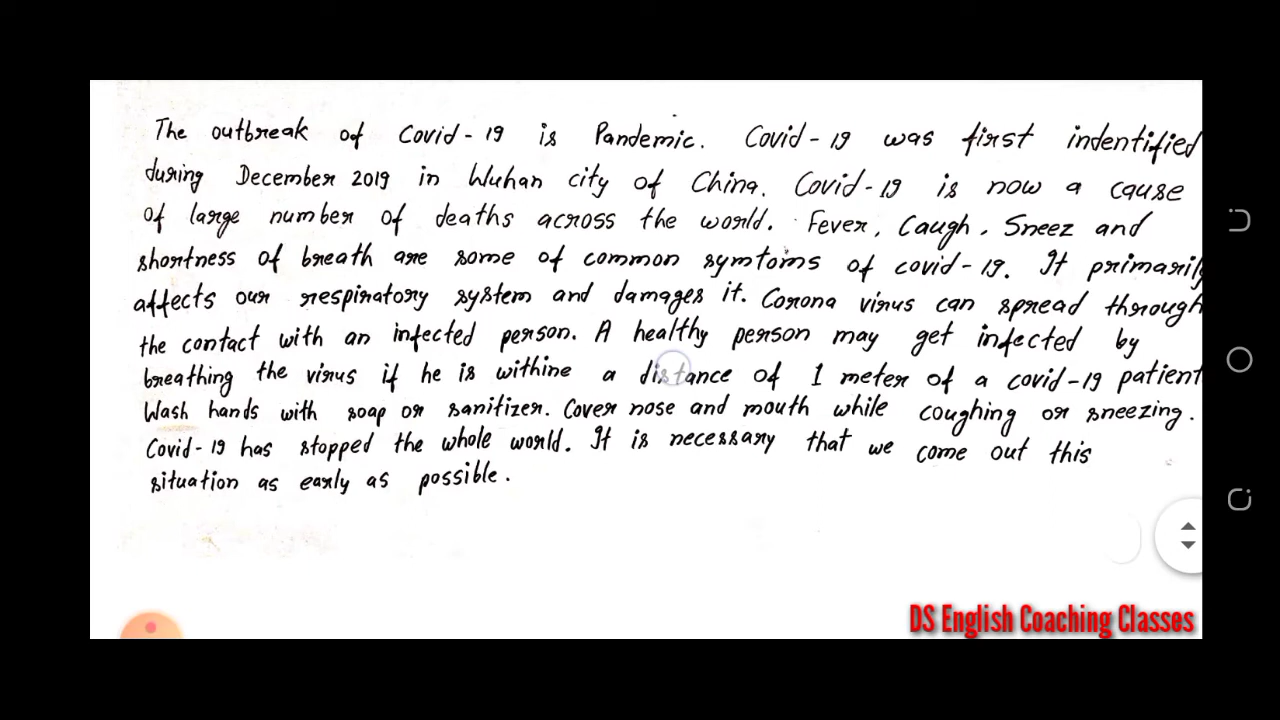 The outbreak of Covid-19 is Pandemic. Covid-19 was first indentified
during December 2019 in Wuhan city of China. Covid-19 is now a cause
of large number of deaths across the world. Fever, Caugh, Sneez and
shortness of breath are some of common symtoms of covid-19. It primarily
affects our respiratory system and damages it. Corona virus can spread through
the contact with an infected person. A healthy person may get infected by
breathing the virus if he is withine a distance of 1 meter of a covid-19 patient
Wash hands with soap or sanitizer. Cover nose and mouth while coughing or sneezing.
Covid-19 has stopped the whole world. It is necessary that we come out this
situation as early as possible.
DS English Coaching Classes